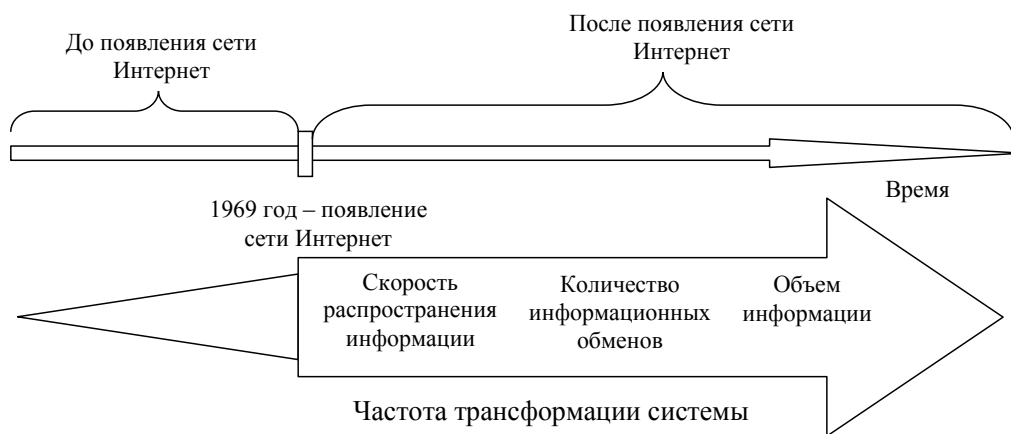 До появления сети
Интернет
После появления сети
Интернет
Время
1969 год – появление
сети Интернет
Скорость
распространения
информации
Количество
информационных
обменов
Объем
информации
Частота трансформации системы